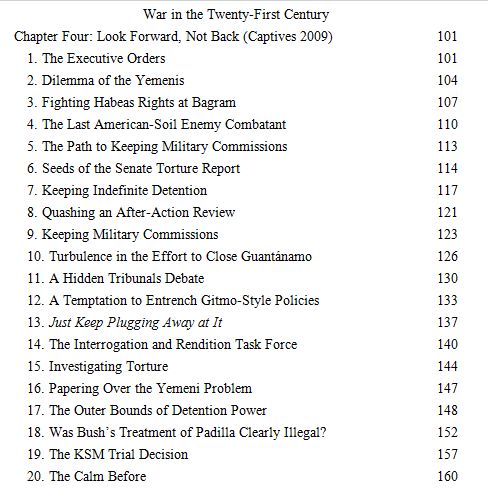 War in the Twenty-First Century
Chapter Four: Look Forward, Not Back (Captives 2009) 101
1. The Executive Orders 101
2. Dilemma of the Yemenis 104
3. Fighting Habeas Rights at Bagram 107
4. The Last American-Soil Enemy Combatant 110
5. The Path to Keeping Military Commissions 113
6. Seeds of the Senate Torture Report 114
7. Keeping Indefinite Detention 117
8. Quashing an After-Action Review 121
9. Keeping Military Commissions 123
10. Turbulence in the Effort to Close Guantánamo 126
11. A Hidden Tribunals Debate 130
12. A Temptation to Entrench Gitmo-Style Policies 133
13. Just Keep Plugging Away at It 137
14. The Interrogation and Rendition Task Force 140
15. Investigating Torture 144
16. Papering Over the Yemeni Problem 147
17. The Outer Bounds of Detention Power 148
18. Was Bush's Treatment of Padilla Clearly Illegal? 152
19. The KSM Trial Decision 157
20. The Calm Before 160